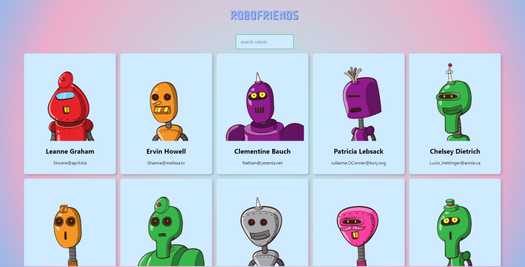 ROBOFRIENDS
search robots
Leanne Graham
Ervin Howell
Clementine Bauch
Patricia Lebsack
Chelsey Dietrich
Sincere@april.biz
Shanna@melissa.tv
Nathan@yesenia.net
Julianne.OConner@kory.org
Lucio_Hettinger@annie.ca